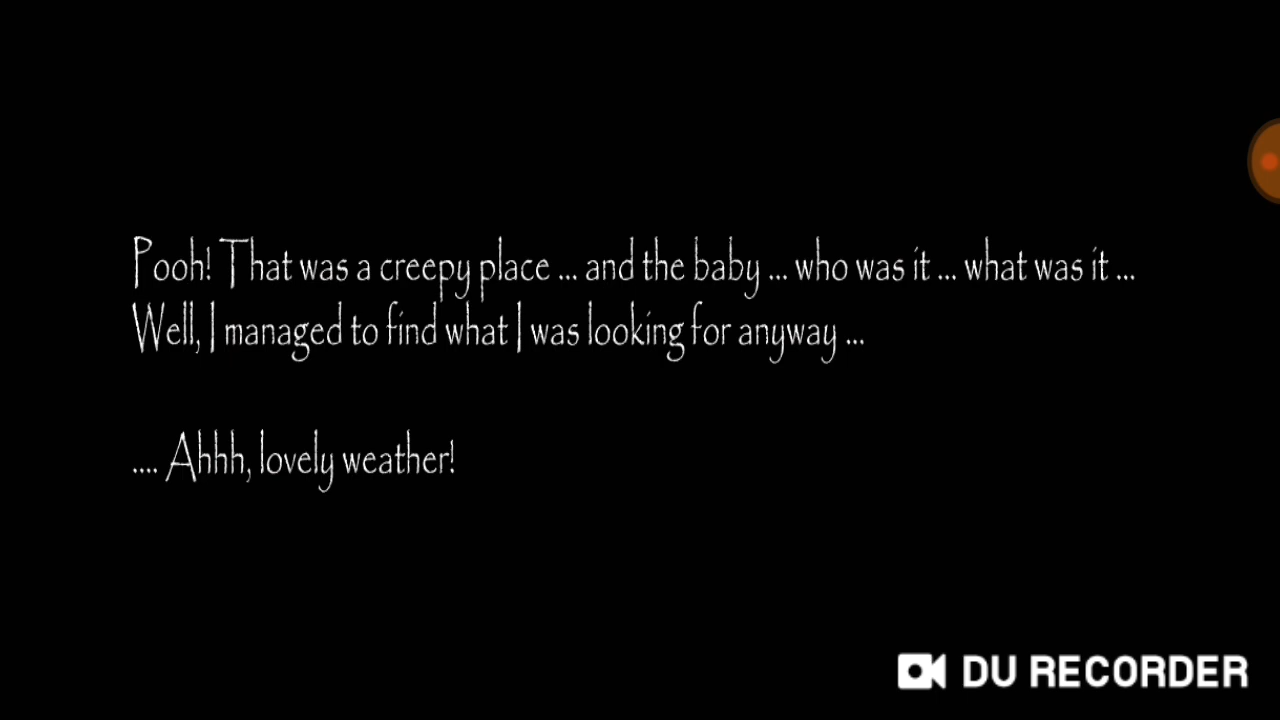 Pooh! That was a creepy place ... and the baby ... who was it ... what was it ...
Well, I managed to find what I was looking for anyway ...
.... Ahhh, lovely weather!
DU RECORDER